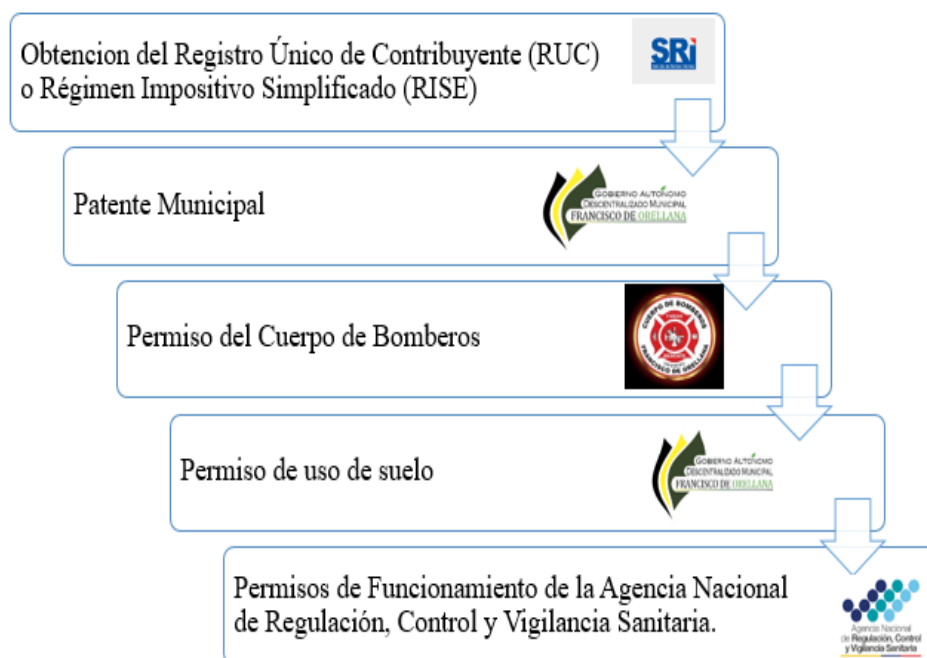 Obtencion del Registro Único de Contribuyente (RUC)
o Régimen Impositivo Simplificado (RISE)
SRi
Patente Municipal
GOBIERNO AUTÓNOMO
DESCENTRALIZADO MUNICIPAL
FRANCISCO DE ORELLANA
Permiso del Cuerpo de Bomberos
CUERPO DE BOMBEROS
FRANCISCO DE ORELLANA
Permiso de uso de suelo
GOBIERNO AUTÓNOMO
DESCENTRALIZADO MUNICIPAL
FRANCISCO DE ORELLANA
Permisos de Funcionamiento de la Agencia Nacional
de Regulación, Control y Vigilancia Sanitaria.
Agencia Nacional
de Regulación, Control
y Vigilancia Sanitaria